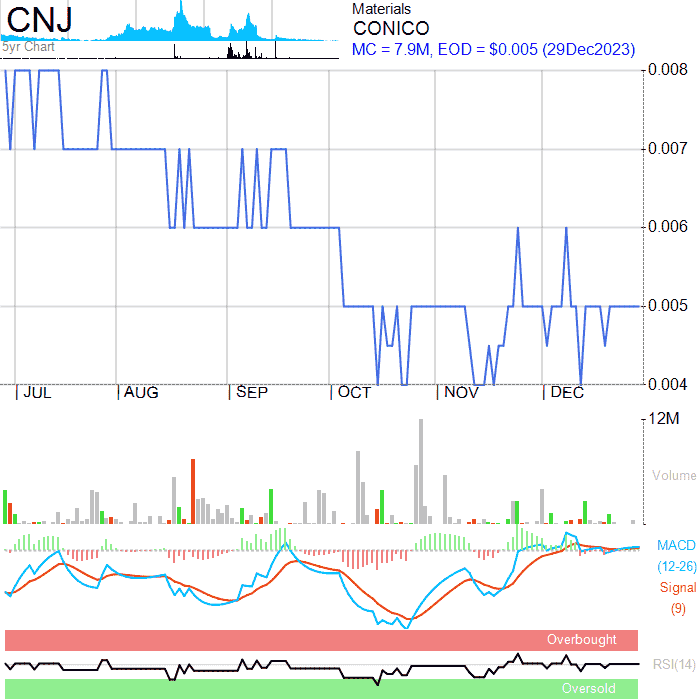 CNJ
5yr Chart
Materials
CONICO
MC = 7.9M, EOD = $0.005 (29Dec2023)
0.008
0.007
0.006
0.005
0.004
JUL AUG SEP OCT NOV DEC
12M
Volume
MACD
(12-26)
Signal
(9)
Overbought
RSI(14)
Oversold